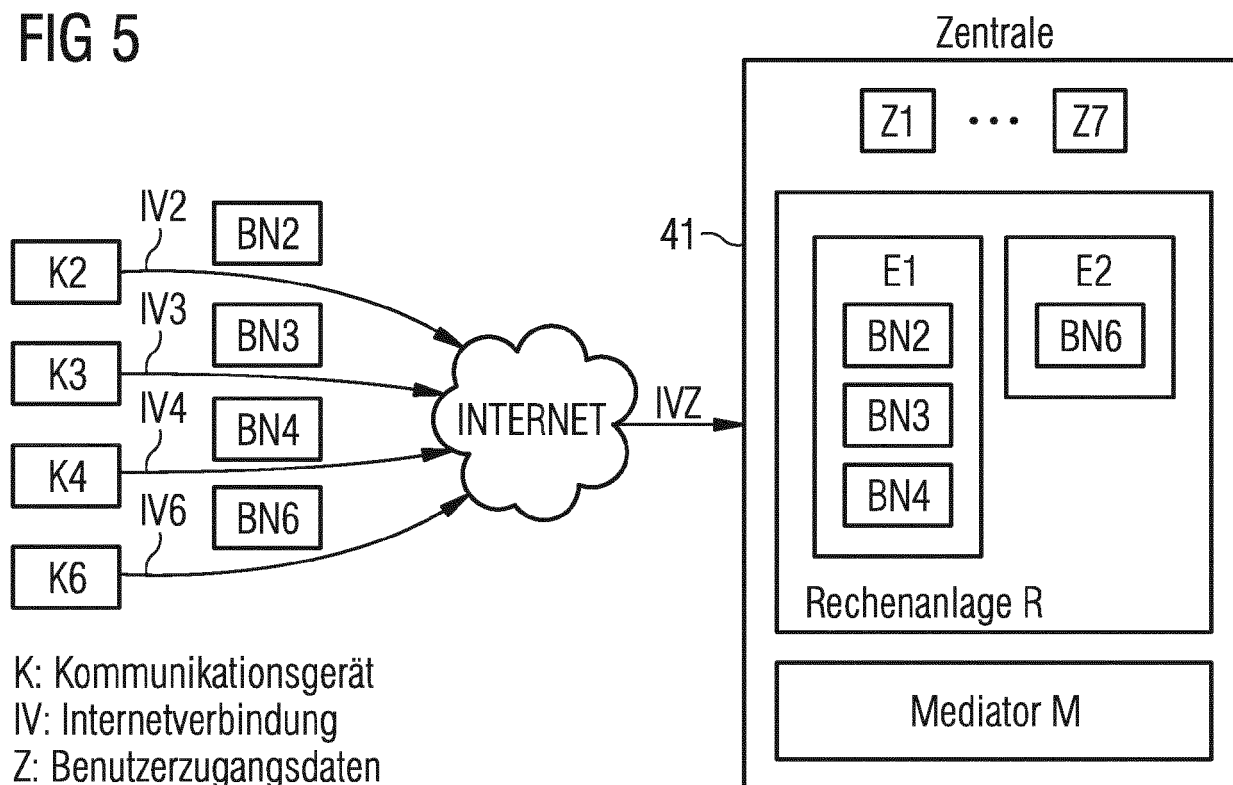 FIG 5
Zentrale
Z1 ... Z7
41
IV2
BN2
K2
IV3
BN3
K3
IV4
BN4
K4
IV6
BN6
K6
INTERNET
IVZ
E1
BN2
BN3
BN4
E2
BN6
Rechenanlage R
Mediator M
K: Kommunikationsgerät
IV: Internetverbindung
Z: Benutzerzugangsdaten